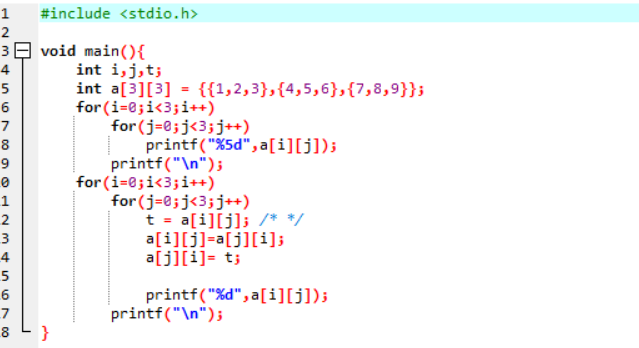 1 #include <stdio.h>
2
3 void main(){
4 int i,j,t;
5 int a[3][3] = {{1,2,3},{4,5,6},{7,8,9}};
6 for(i=0;i<3;i++)
7 for(j=0;j<3;j++)
8 printf("%5d",a[i][j]);
9 printf("\n");
0 for(i=0;i<3;i++)
1 for(j=0;j<3;j++)
2 t = a[i][j]; /* */
3 a[i][j]=a[j][i];
4 a[j][i]= t;
5
6 printf("%d",a[i][j]);
7 printf("\n");
8 }